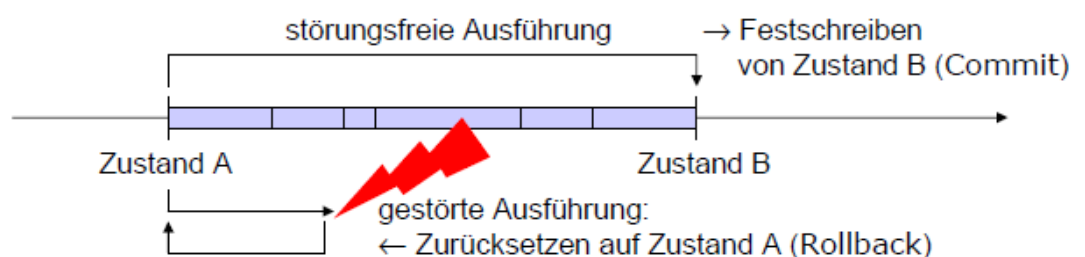 störungsfreie Ausführung
→ Festschreiben
von Zustand B (Commit)
Zustand A
Zustand B
gestörte Ausführung:
← Zurücksetzen auf Zustand A (Rollback)